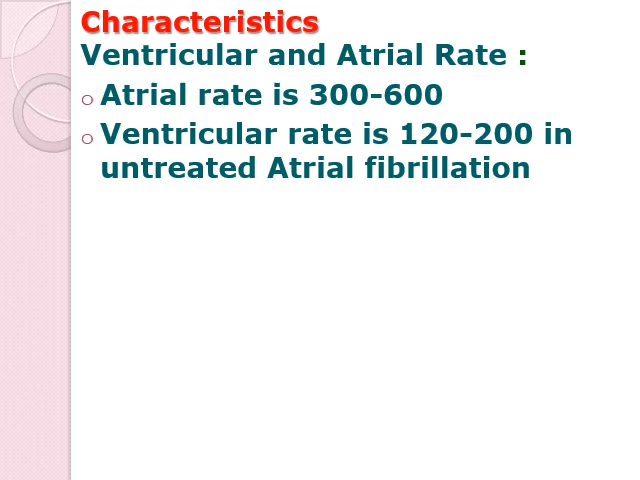 Characteristics
Ventricular and Atrial Rate :
o Atrial rate is 300-600
o Ventricular rate is 120-200 in
untreated Atrial fibrillation